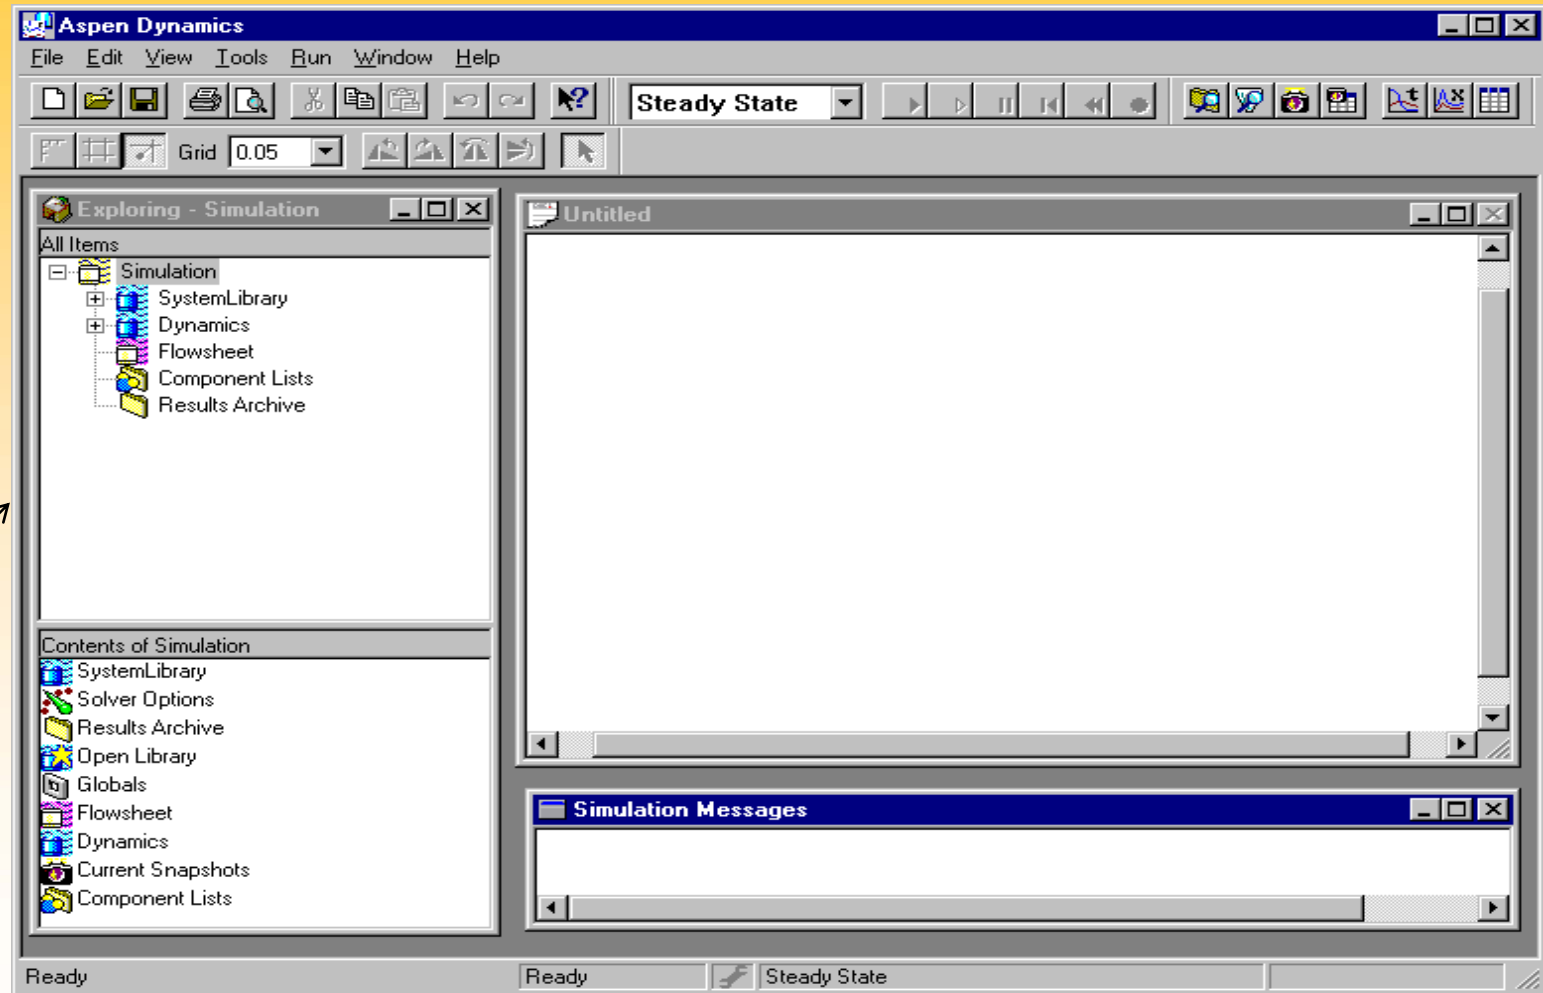 Aspen Dynamics
File Edit View Tools Run Window Help
Steady State
Grid 0.05
Exploring - Simulation
All Items
Simulation
SystemLibrary
Dynamics
Flowsheet
Component Lists
Results Archive
Contents of Simulation
SystemLibrary
Solver Options
Results Archive
Open Library
Globals
Flowsheet
Dynamics
Current Snapshots
Component Lists
Untitled
Simulation Messages
Ready Ready Steady State